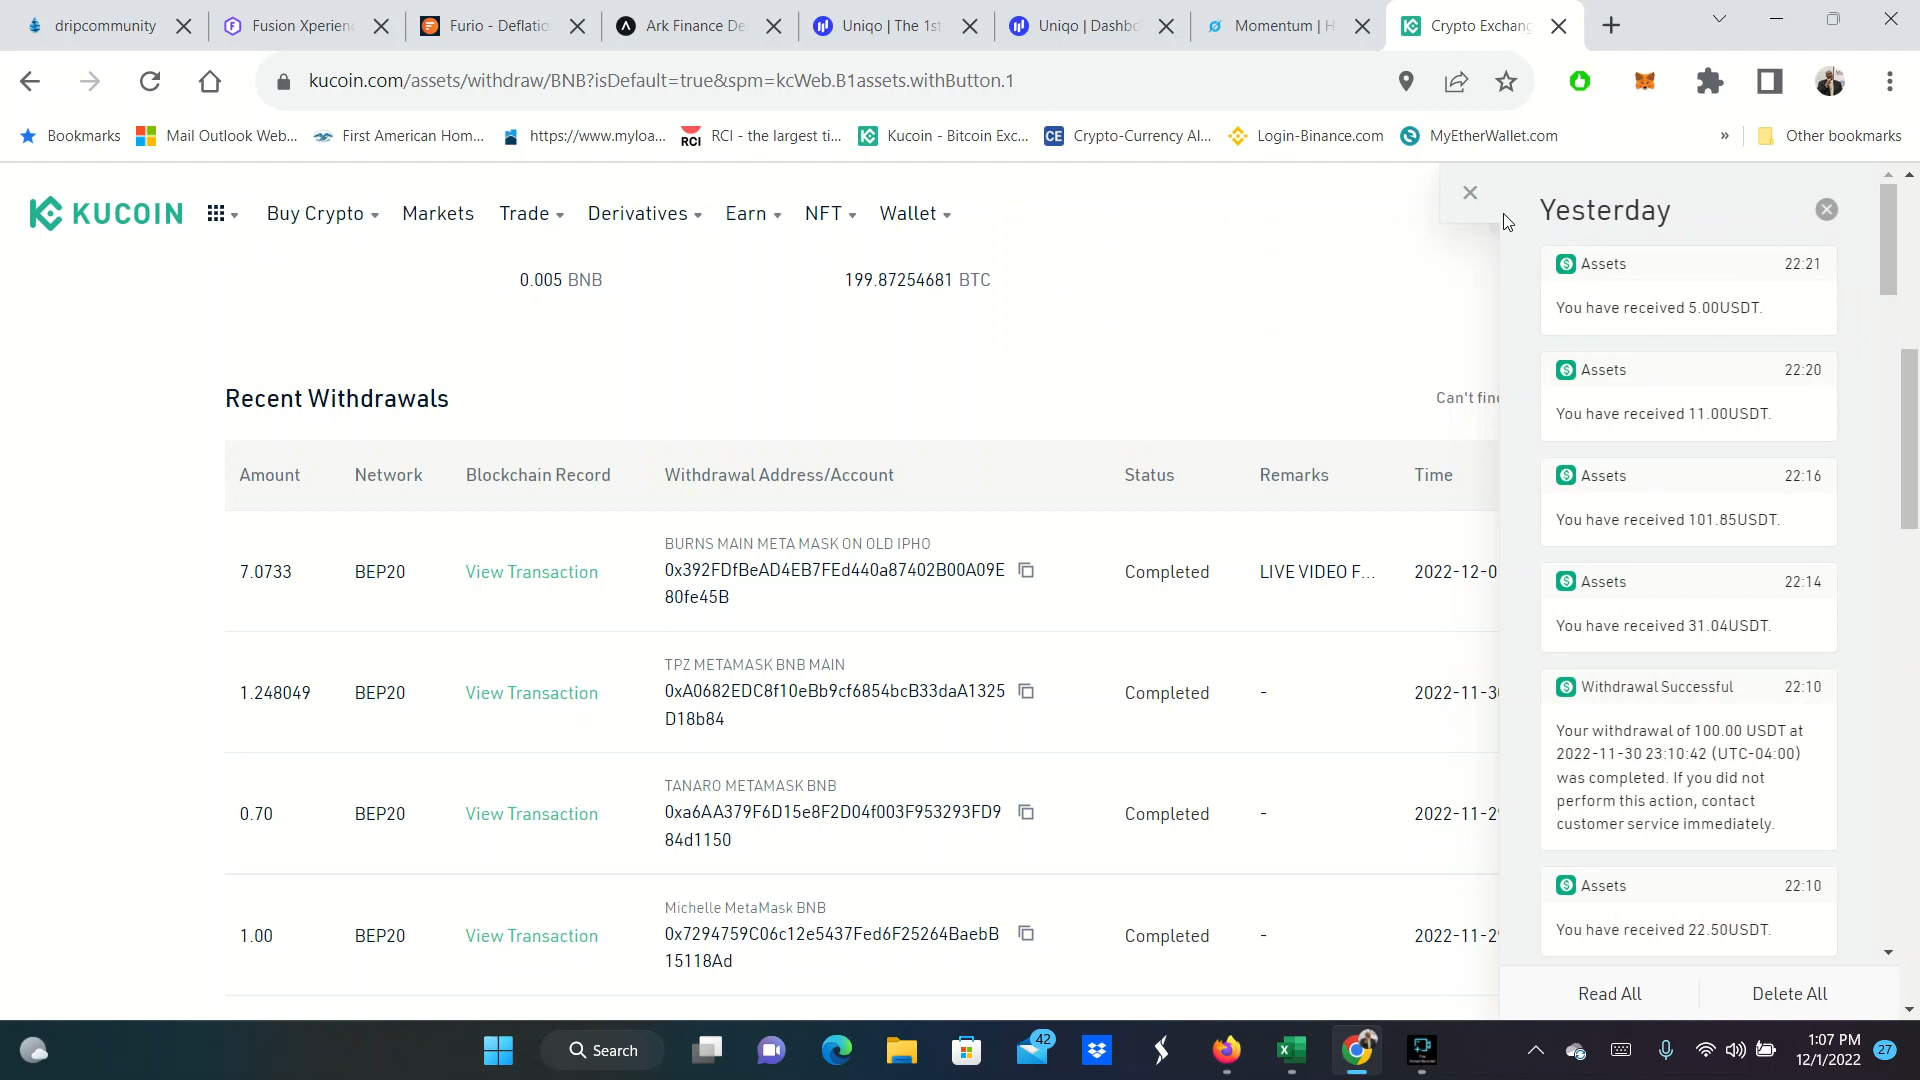 dripcommunity
Fusion Xperienc
Furio - Deflatio
Ark Finance De
Uniqo | The 1st
Uniqo | Dashbo
Momentum | H
Crypto Exchang
kucoin.com/assets/withdraw/BNB?isDefault=true&spm=kcWeb.B1assets.withButton.1
Bookmarks
Mail Outlook Web...
First American Hom...
https://www.myloa...
RCI - the largest ti...
Kucoin - Bitcoin Exc...
Crypto-Currency Al...
Login-Binance.com
MyEtherWallet.com
»
Other bookmarks
KUCOIN
Buy Crypto
Markets
Trade
Derivatives
Earn
NFT
Wallet
0.005 BNB
199.87254681 BTC
Recent Withdrawals
Can't find
Amount
Network
Blockchain Record
Withdrawal Address/Account
Status
Remarks
Time
7.0733
BEP20
View Transaction
BURNS MAIN META MASK ON OLD IPHO
0x392FDfBeAD4EB7FEd440a87402B00A09E
80fe45B
Completed
LIVE VIDEO F...
2022-12-0
1.248049
BEP20
View Transaction
TPZ METAMASK BNB MAIN
0xA0682EDC8f10eBb9cf6854bcB33daA1325
D18b84
Completed
-
2022-11-30
0.70
BEP20
View Transaction
TANARO METAMASK BNB
0xa6AA379F6D15e8F2D04f003F953293FD9
84d1150
Completed
-
2022-11-29
1.00
BEP20
View Transaction
Michelle MetaMask BNB
0x7294759C06c12e5437Fed6F25264BaebB
15118Ad
Completed
-
2022-11-29
Yesterday
Assets 22:21
You have received 5.00USDT.
Assets 22:20
You have received 11.00USDT.
Assets 22:16
You have received 101.85USDT.
Assets 22:14
You have received 31.04USDT.
Withdrawal Successful 22:10
Your withdrawal of 100.00 USDT at
2022-11-30 23:10:42 (UTC-04:00)
was completed. If you did not
perform this action, contact
customer service immediately.
Assets 22:10
You have received 22.50USDT.
Read All
Delete All
Search
42
1:07 PM
12/1/2022
27